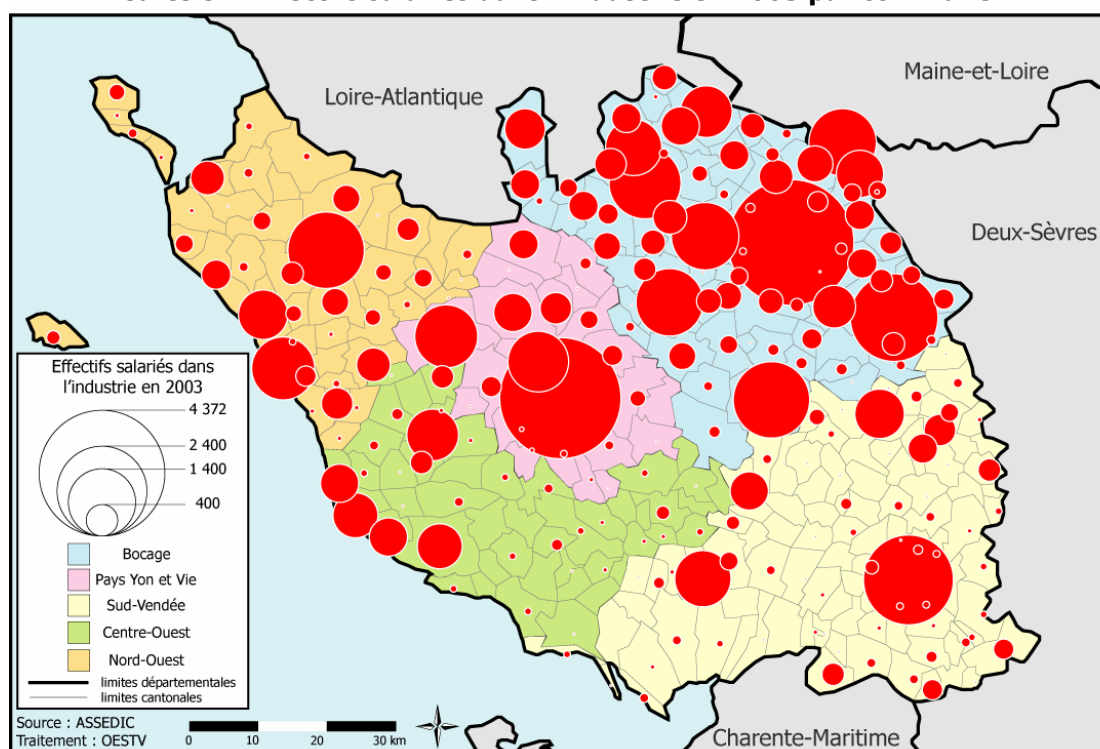 Maine-et-Loire
Loire-Atlantique
Deux-Sèvres
Effectifs salariés dans
l'industrie en 2003
4 372
2 400
1 400
400
Bocage
Pays Yon et Vie
Sud-Vendée
Centre-Ouest
Nord-Ouest
limites départementales
limites cantonales
Source : ASSEDIC
Traitement : OESTV
0 10 20 30 km
Charente-Maritime